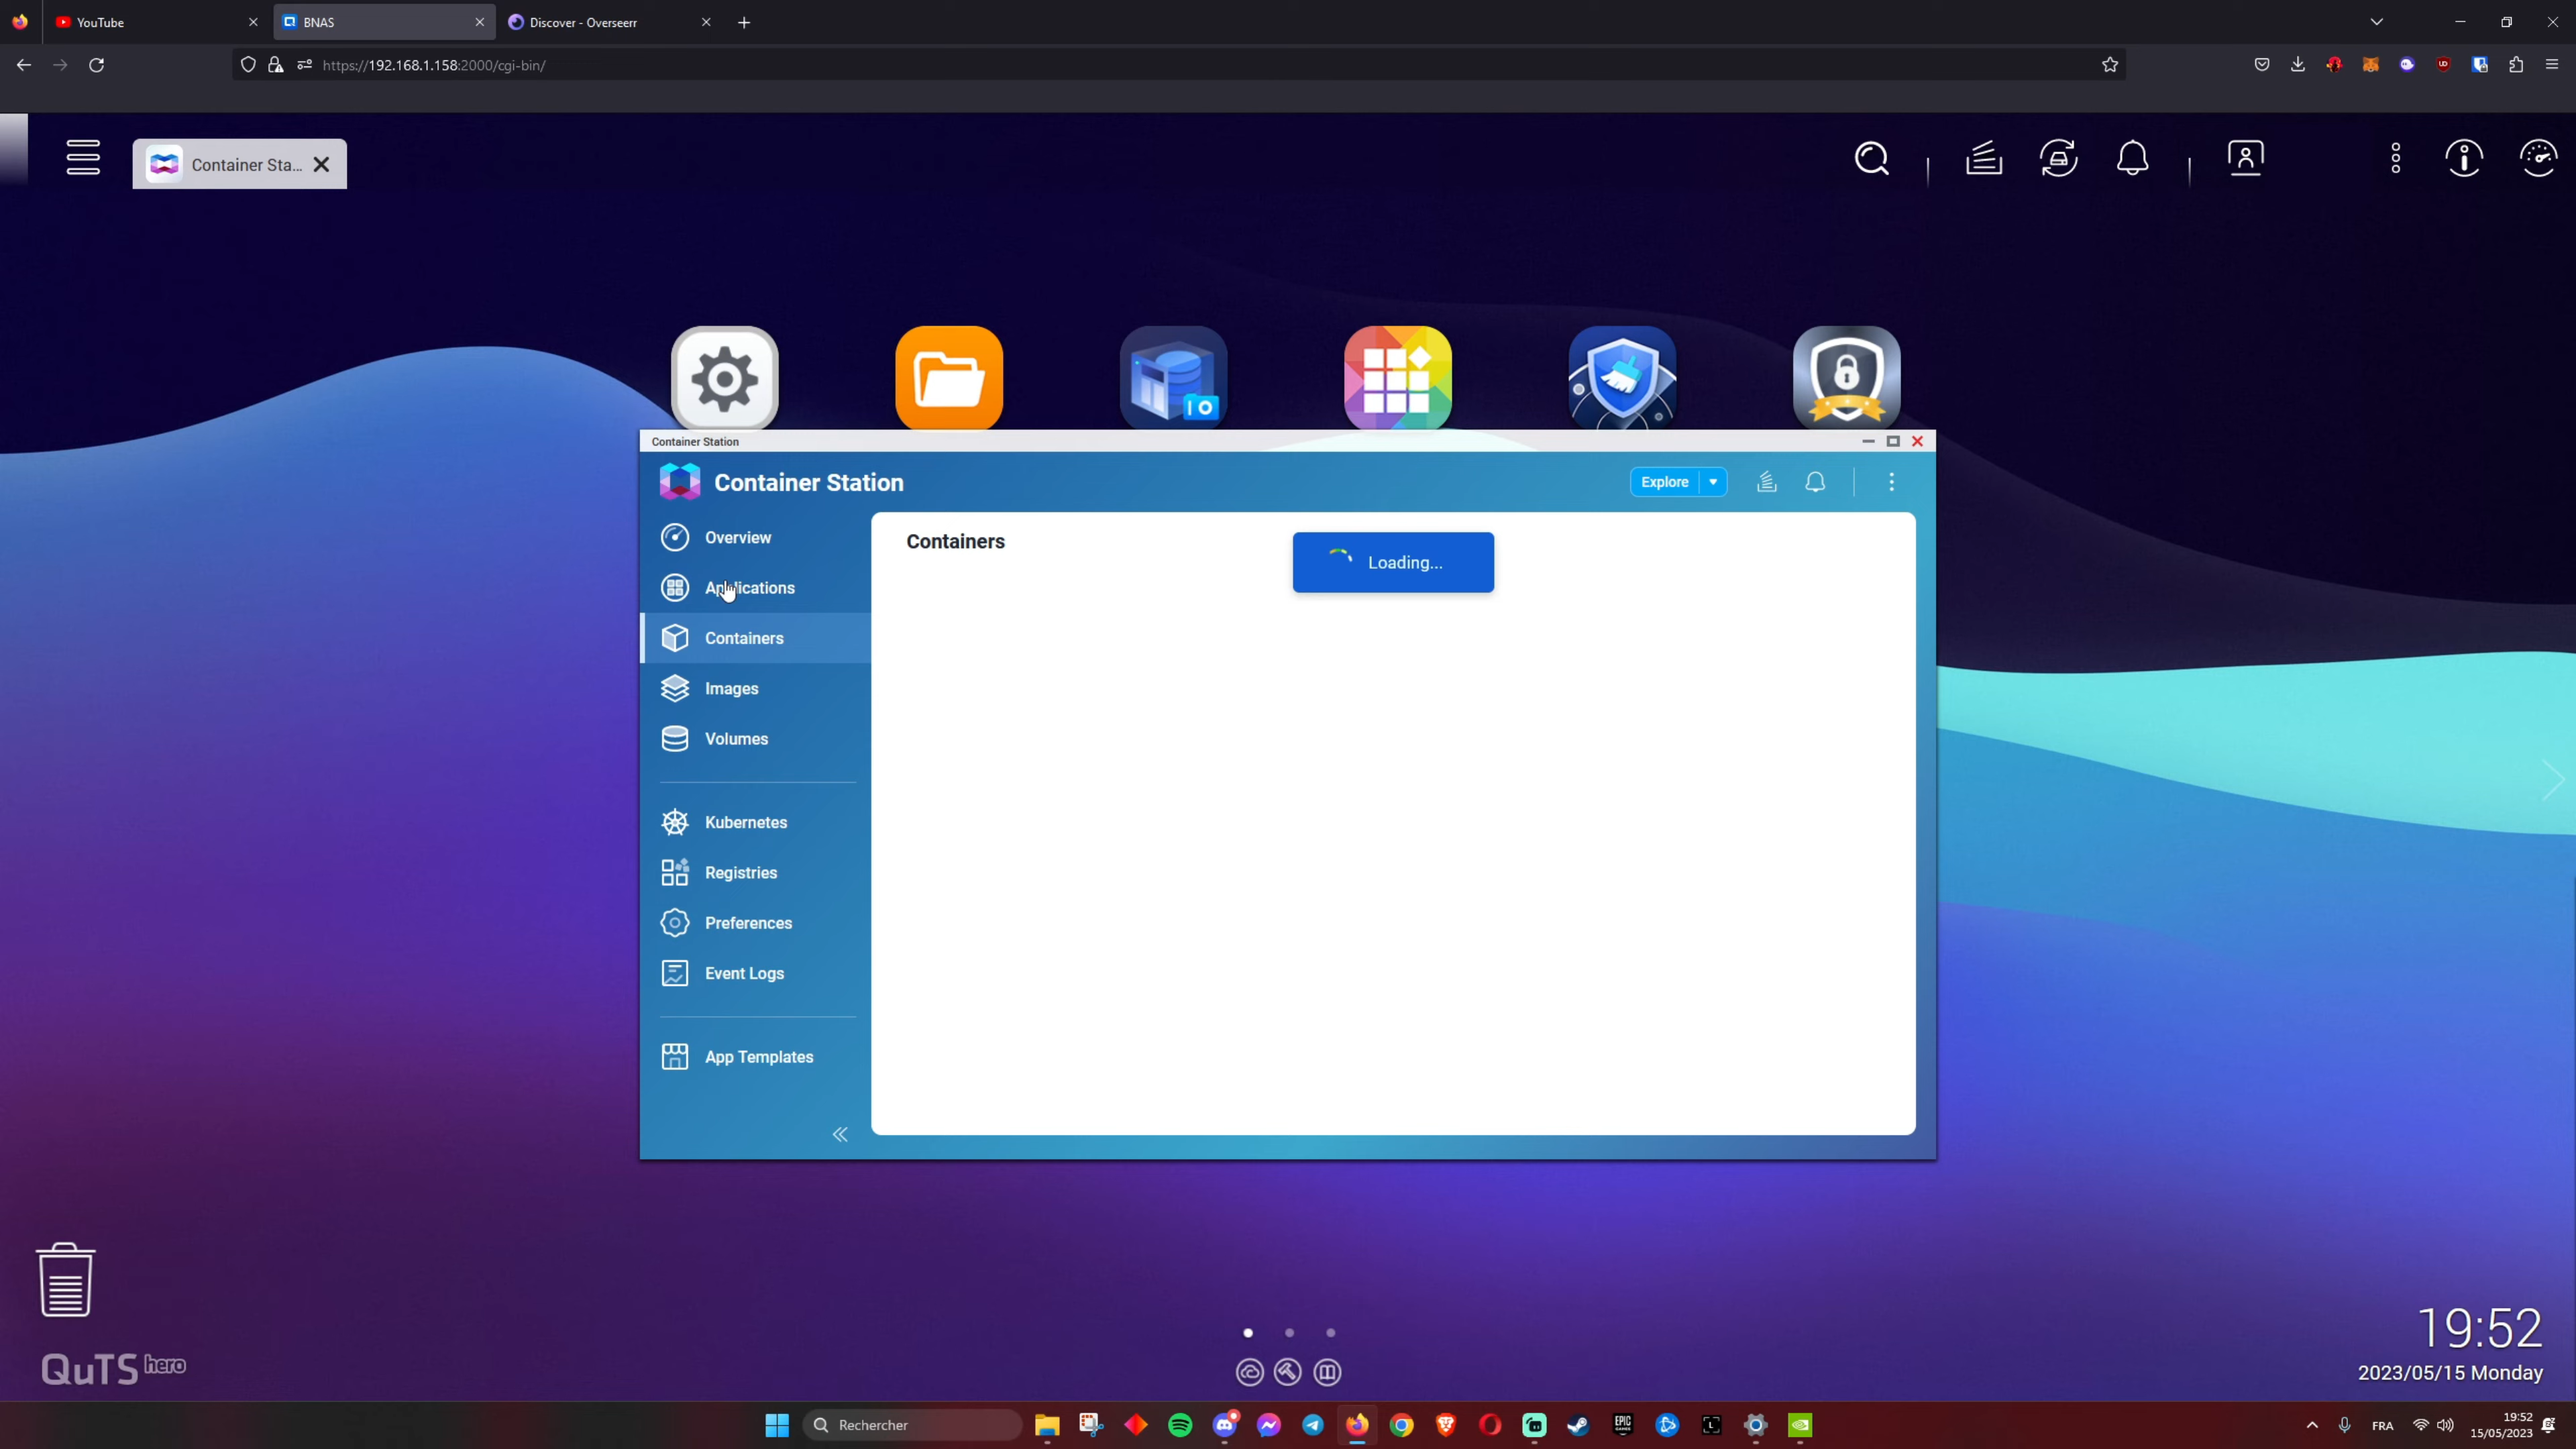 YouTube
BNAS
Discover - Overseerr
https://192.168.1.158:2000/cgi-bin/
Container Sta...
Container Station
Container Station
Explore
Overview
Applications
Containers
Images
Volumes
Kubernetes
Registries
Preferences
Event Logs
App Templates
Containers
Loading...
19:52
2023/05/15 Monday
QuTS hero
Rechercher
EPIC GAMES
FRA
19:52
15/05/2023